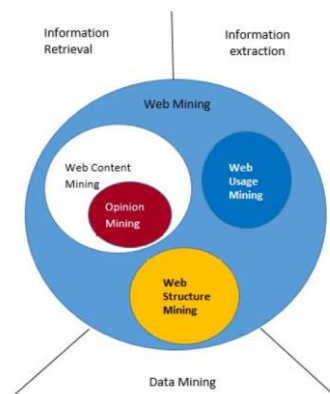 Information
Retrieval
Information
extraction
Web Mining
Web Content
Mining
Opinion
Mining
Web
Usage
Mining
Web
Structure
Mining
Data Mining